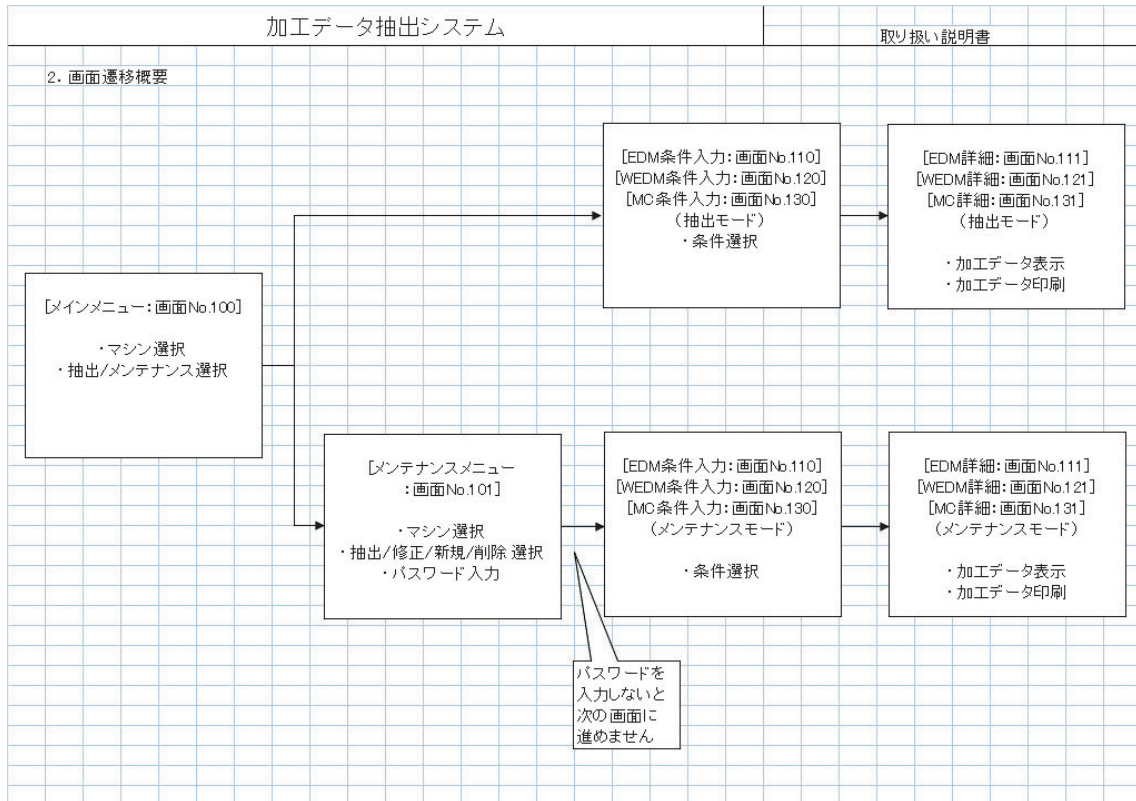 加工データ抽出システム
取り扱い説明書
2．画面遷移概要
[EDM条件入力：画面No.110]
[WEDM条件入力：画面No.120]
[MC条件入力：画面No.130]
（抽出モード）
・条件選択
[EDM詳細：画面No.111]
[WEDM詳細：画面No.121]
[MC詳細：画面No.131]
（抽出モード）
・加工データ表示
・加工データ印刷
[メインメニュー：画面No.100]
・マシン選択
・抽出/メンテナンス選択
[メンテナンスメニュー
：画面No.101]
・マシン選択
・抽出/修正/新規/削除 選択
・パスワード入力
[EDM条件入力：画面No.110]
[WEDM条件入力：画面No.120]
[MC条件入力：画面No.130]
（メンテナンスモード）
・条件選択
[EDM詳細：画面No.111]
[WEDM詳細：画面No.121]
[MC詳細：画面No.131]
（メンテナンスモード）
・加工データ表示
・加工データ印刷
パスワードを
入力しないと
次の画面に
進めません